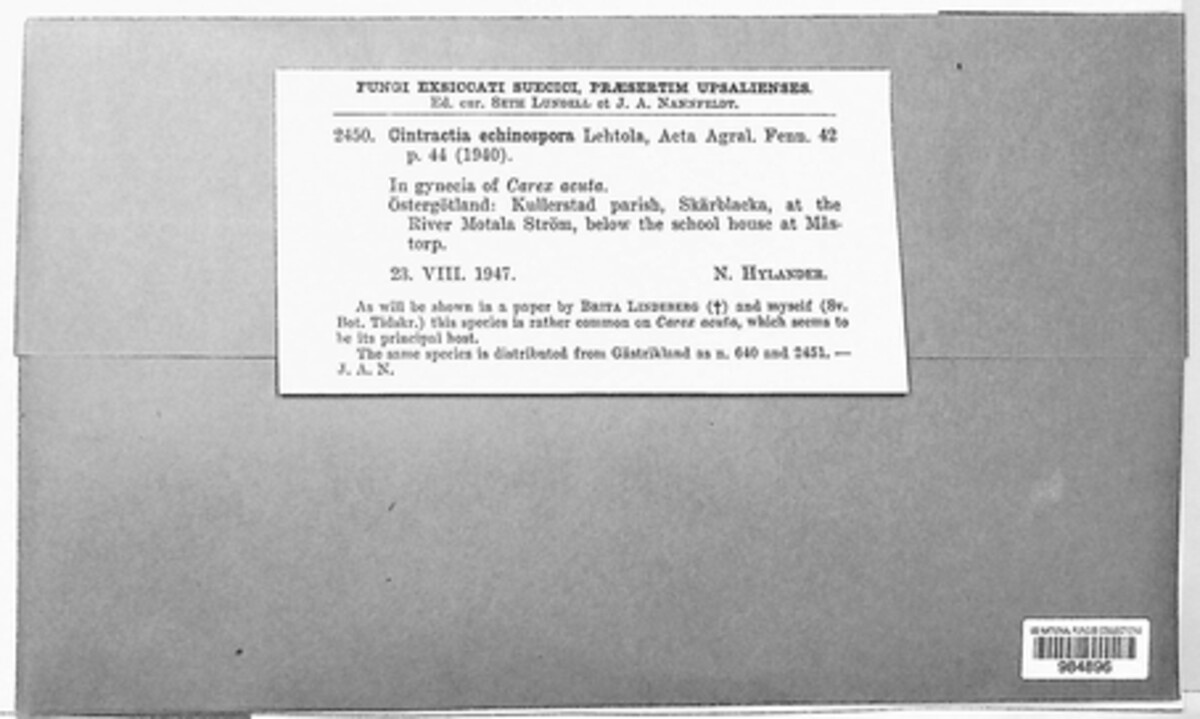 FUNGI EXSICCATI SUECICI, PRÆSERTIM UPSALIENSES.
Ed. cur. SETH LUNDELL et J. A. NANNFELDT.
2450. Cintractia echinospora Lehtola, Acta Agral. Fenn. 42
p. 44 (1940).
In gynecia of Carex acuta.
Östergötland: Kullerstad parish, Skärblacka, at the
River Motala Ström, below the school house at Mås-
torp.
23. VIII. 1947. N. HYLANDER.
As will be shown in a paper by BRITA LINDEBERG (†) and myself (Sv.
Bot. Tidskr.) this species is rather common on Carex acuta, which seems to
be its principal host.
The same species is distributed from Gästrikland as n. 640 and 2451. —
J. A. N.
US NATIONAL FUNGUS COLLECTIONS
984896